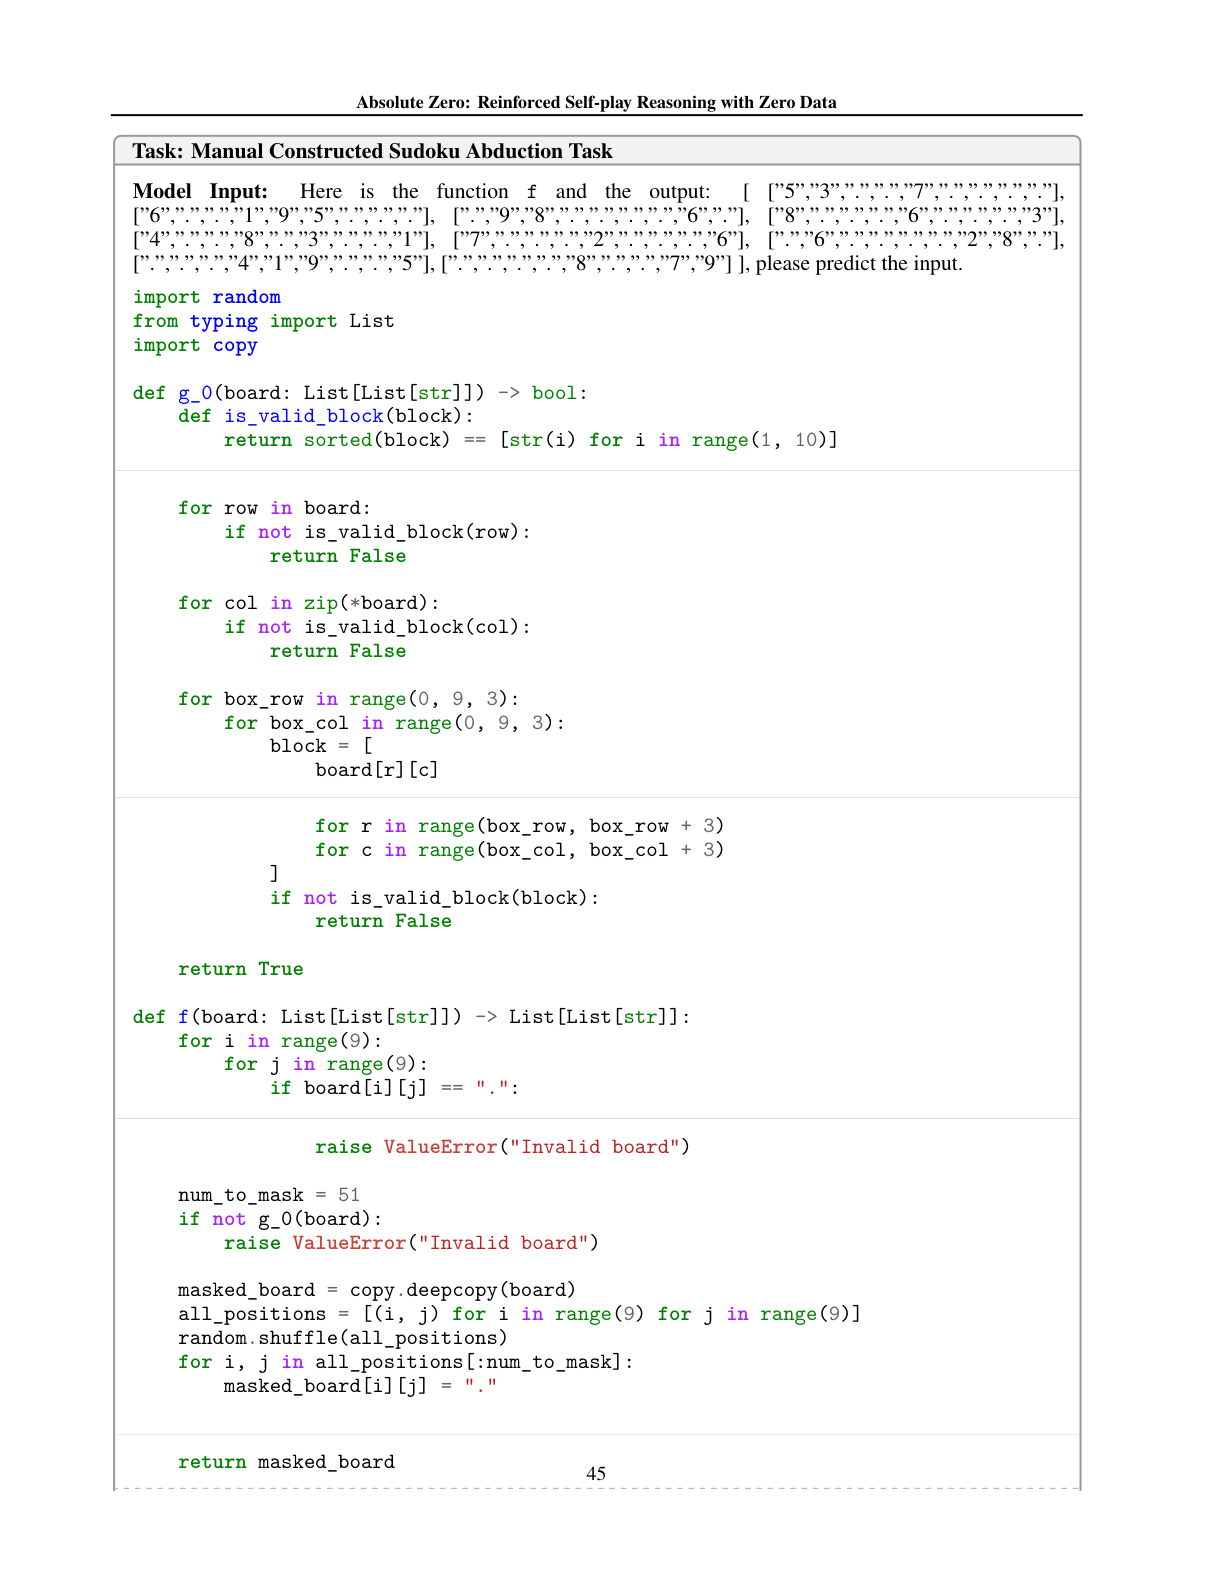 Absolute Zero: Reinforced Self-play Reasoning with Zero Data
Task: Manual Constructed Sudoku Abduction Task
Model Input: Here is the function f and the output: [ [”5”,”3”,”.”,”.”,”7”,”.”,”.”,”.”,”.”],
[”6”,”.”,”.”,”1”,”9”,”5”,”.”,”.”,”.”], [”.”,”9”,”8”,”.”,”.”,”.”,”.”,”6”,”.”], [”8”,”.”,”.”,”.”,”6”,”.”,”.”,”.”,”3”],
[”4”,”.”,”.”,”8”,”.”,”3”,”.”,”.”,”1”], [”7”,”.”,”.”,”.”,”2”,”.”,”.”,”.”,”6”], [”.”,”6”,”.”,”.”,”.”,”.”,”2”,”8”,”.”],
[”.”,”.”,”.”,”4”,”1”,”9”,”.”,”.”,”5”], [”.”,”.”,”.”,”.”,”8”,”.”,”.”,”7”,”9”] ], please predict the input.
import random
from typing import List
import copy
def g_0(board: List[List[str]]) -> bool:
    def is_valid_block(block):
        return sorted(block) == [str(i) for i in range(1, 10)]
    for row in board:
        if not is_valid_block(row):
            return False
    for col in zip(*board):
        if not is_valid_block(col):
            return False
    for box_row in range(0, 9, 3):
        for box_col in range(0, 9, 3):
            block = [
                board[r][c]
                for r in range(box_row, box_row + 3)
                for c in range(box_col, box_col + 3)
            ]
            if not is_valid_block(block):
                return False
    return True
def f(board: List[List[str]]) -> List[List[str]]:
    for i in range(9):
        for j in range(9):
            if board[i][j] == ".":
                raise ValueError("Invalid board")
    num_to_mask = 51
    if not g_0(board):
        raise ValueError("Invalid board")
    masked_board = copy.deepcopy(board)
    all_positions = [(i, j) for i in range(9) for j in range(9)]
    random.shuffle(all_positions)
    for i, j in all_positions[:num_to_mask]:
        masked_board[i][j] = "."
    return masked_board
45